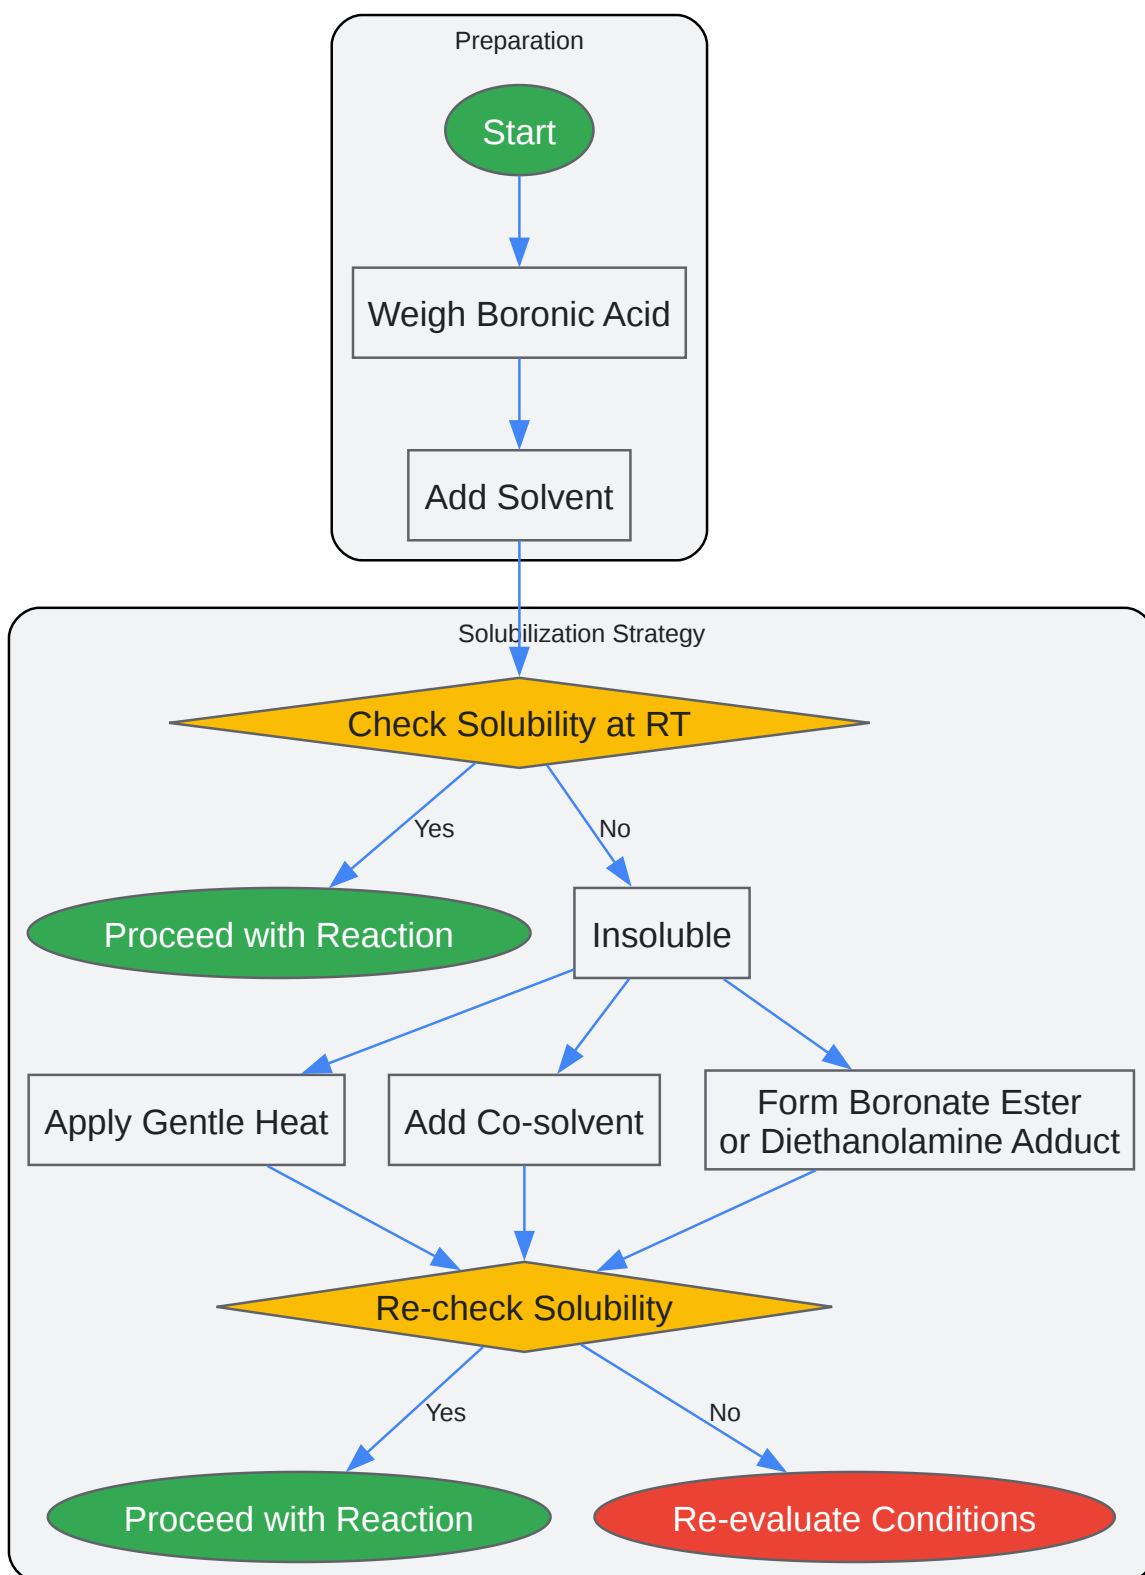 Preparation
Start
Weigh Boronic Acid
Add Solvent
Solubilization Strategy
Check Solubility at RT
Yes
No
Proceed with Reaction
Insoluble
Apply Gentle Heat
Add Co-solvent
Form Boronate Ester
or Diethanolamine Adduct
Re-check Solubility
Yes
No
Proceed with Reaction
Re-evaluate Conditions